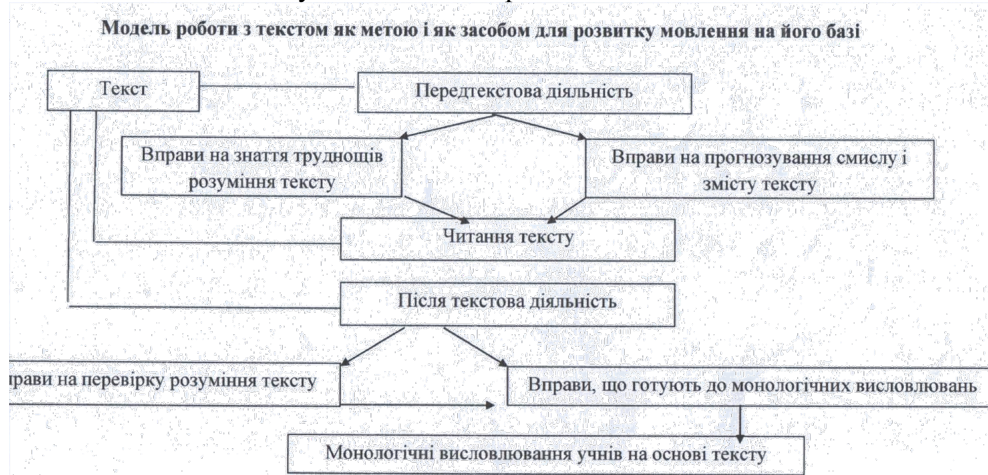 Модель роботи з текстом як метою і як засобом для розвитку мовлення на його базі
Текст
Передтекстова діяльність
Вправи на зняття труднощів
розуміння тексту
Вправи на прогнозування смислу і
змісту тексту
Читання тексту
Після текстова діяльність
прави на перевірку розуміння тексту
Вправи, що готують до монологічних висловлювань
Монологічні висловлювання учнів на основі тексту